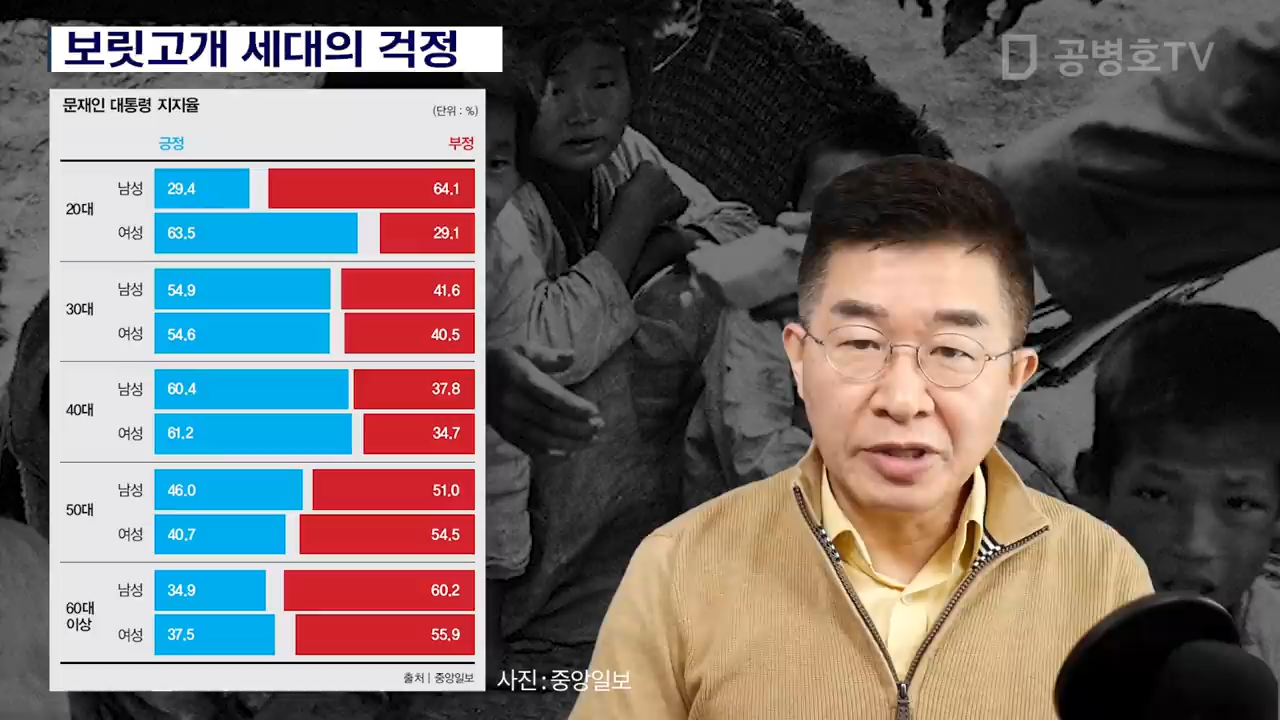 보릿고개 세대의 걱정
공병호TV
문재인 대통령 지지율
(단위 : %)
긍정 부정
20대
남성 29.4 64.1
여성 63.5 29.1
30대
남성 54.9 41.6
여성 54.6 40.5
40대
남성 60.4 37.8
여성 61.2 34.7
50대
남성 46.0 51.0
여성 40.7 54.5
60대
이상
남성 34.9 60.2
여성 37.5 55.9
출처 | 중앙일보
사진 : 중앙일보